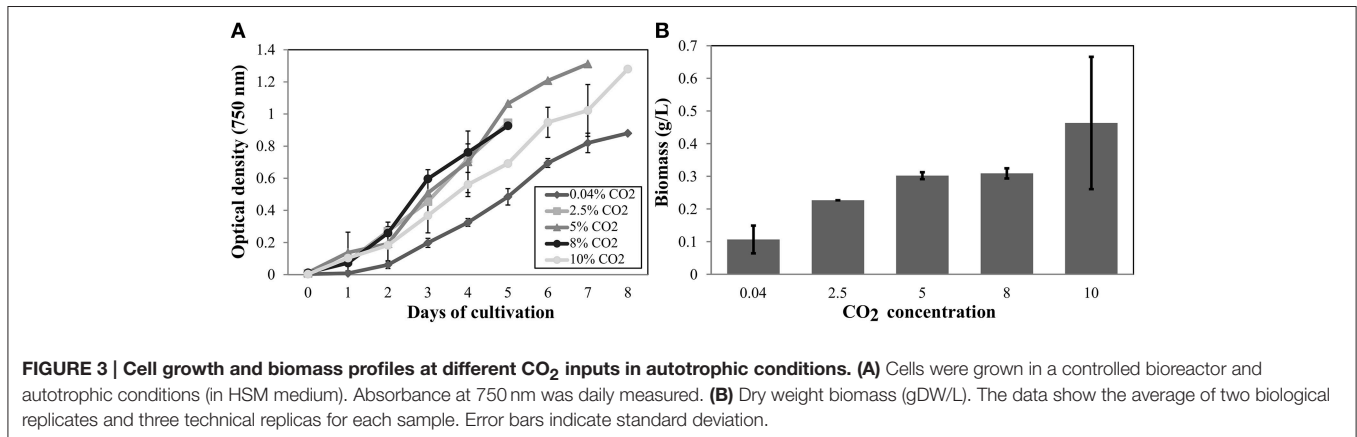 A
Optical density (750 nm)
1.4
1.2
1
0.8
0.6
0.4
0.2
0
0 1 2 3 4 5 6 7 8
Days of cultivation
0.04% CO2
2.5% CO2
5% CO2
8% CO2
10% CO2
B
Biomass (g/L)
0.7
0.6
0.5
0.4
0.3
0.2
0.1
0
0.04 2.5 5 8 10
CO2 concentration
FIGURE 3 | Cell growth and biomass profiles at different CO2 inputs in autotrophic conditions. (A) Cells were grown in a controlled bioreactor and
autotrophic conditions (in HSM medium). Absorbance at 750 nm was daily measured. (B) Dry weight biomass (gDW/L). The data show the average of two biological
replicates and three technical replicas for each sample. Error bars indicate standard deviation.